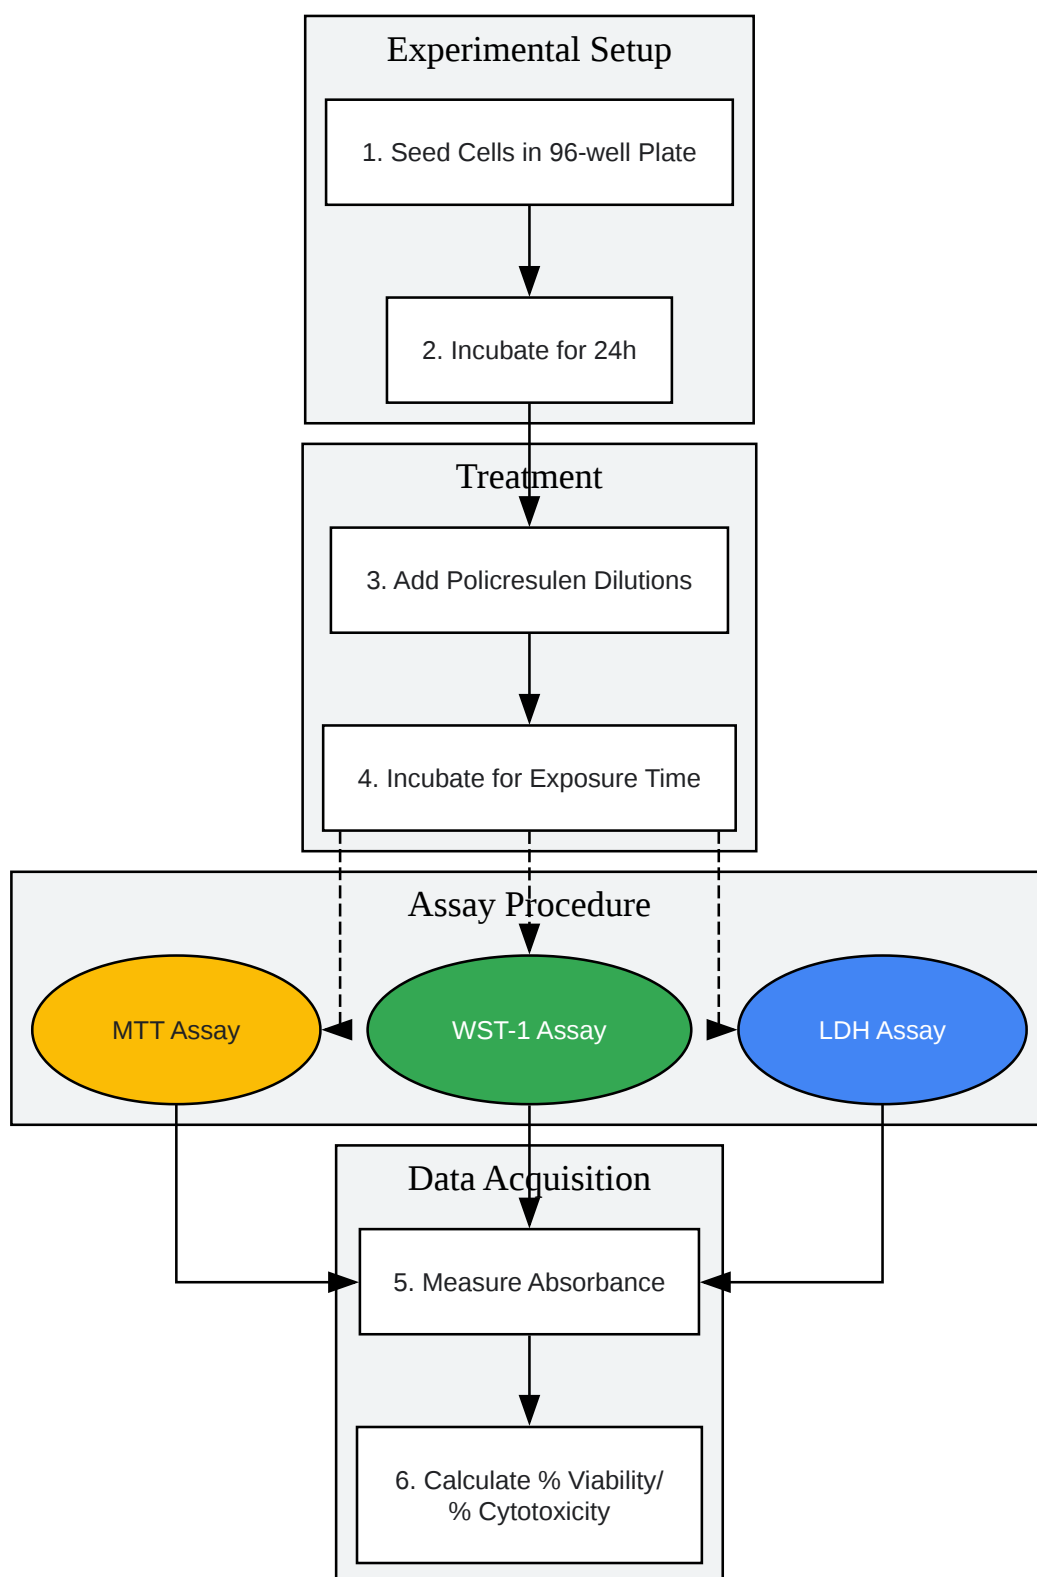 Experimental Setup
1. Seed Cells in 96-well Plate
2. Incubate for 24h
Treatment
3. Add Policresulen Dilutions
4. Incubate for Exposure Time
Assay Procedure
MTT Assay
WST-1 Assay
LDH Assay
Data Acquisition
5. Measure Absorbance
6. Calculate % Viability/
% Cytotoxicity